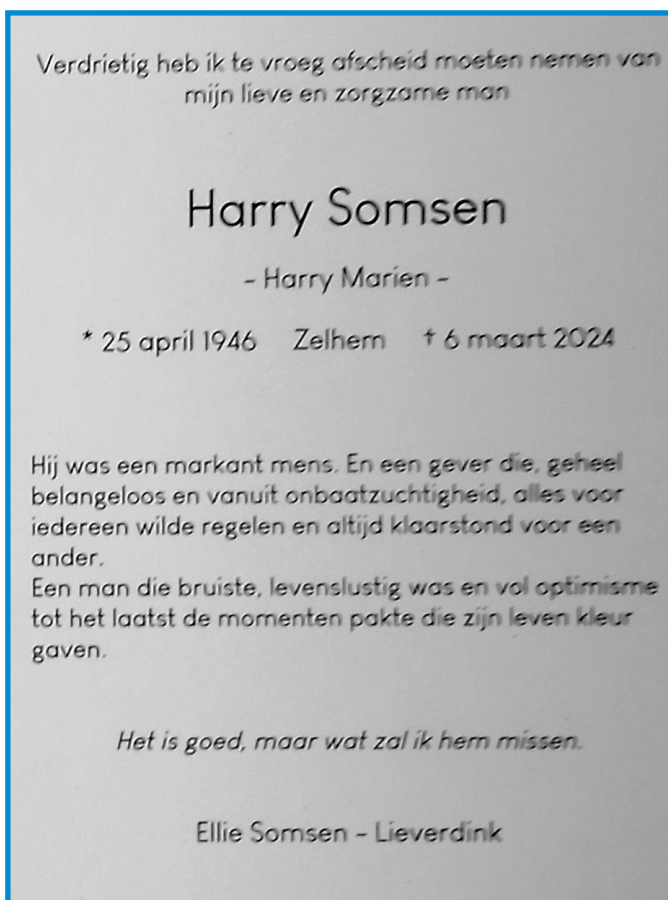 Verdrietig heb ik te vroeg afscheid moeten nemen van
mijn lieve en zorgzame man
Harry Somsen
- Harry Marien -
* 25 april 1946 Zelhem † 6 maart 2024
Hij was een markant mens. En een gever die, geheel
belangeloos en vanuit onbaatzuchtigheid, alles voor
iedereen wilde regelen en altijd klaarstond voor een
ander.
Een man die bruiste, levenslustig was en vol optimisme
tot het laatst de momenten pakte die zijn leven kleur
gaven.
Het is goed, maar wat zal ik hem missen.
Ellie Somsen - Lieverdink